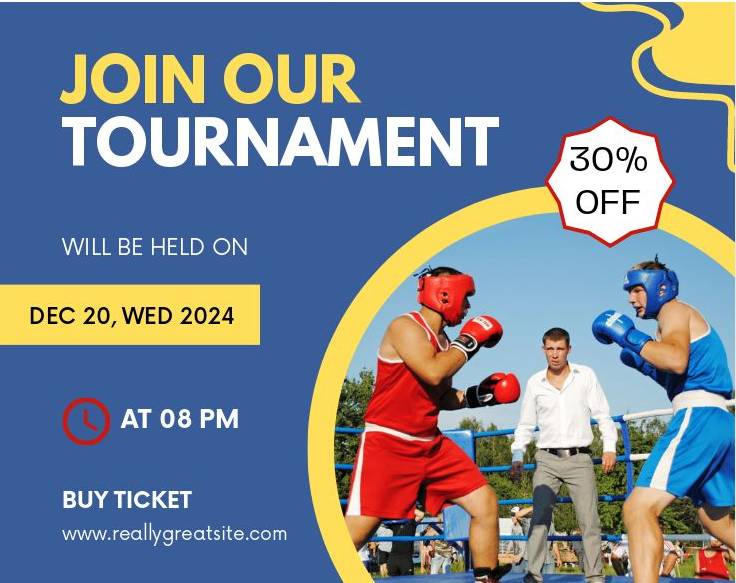 JOIN OUR
TOURNAMENT
30%
OFF
WILL BE HELD ON
DEC 20, WED 2024
AT 08 PM
BUY TICKET
www.reallygreatsite.com